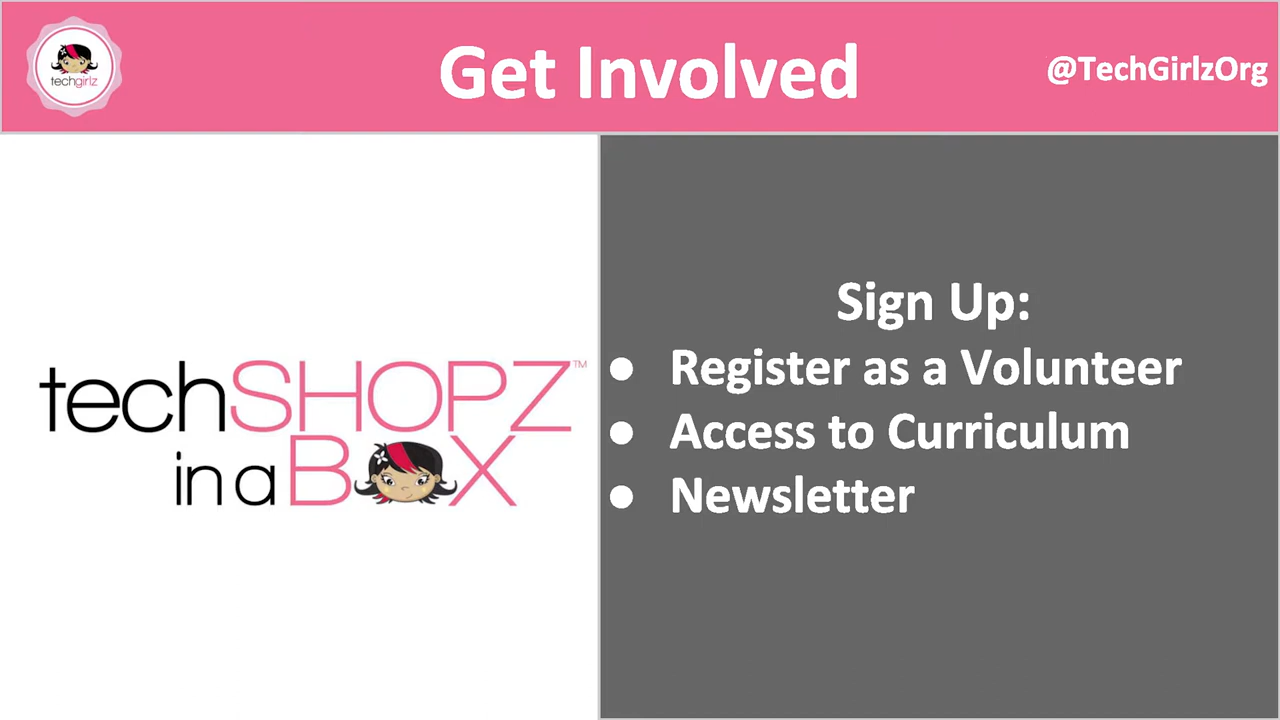 techgirlz
Get Involved
@TechGirlzOrg
techSHOPZ™
in a BOX
Sign Up:
● Register as a Volunteer
● Access to Curriculum
● Newsletter